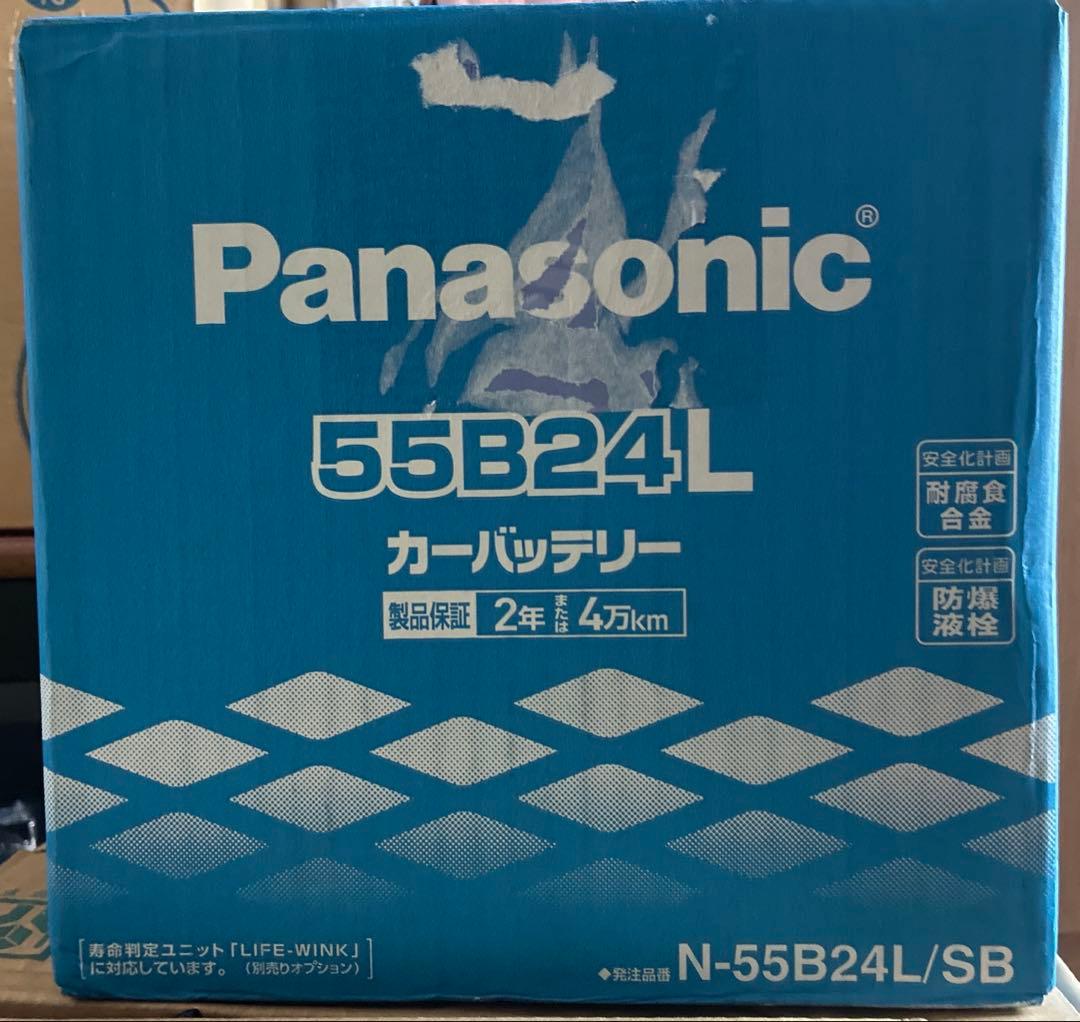 Panasonic®
55B24L
カーバッテリー
製品保証 2年 または 4万km
安全化計画
耐腐食
合金
安全化計画
防爆
液栓
寿命判定ユニット「LIFE-WINK」
に対応しています。（別売りオプション）
◆発注品番 N-55B24L/SB